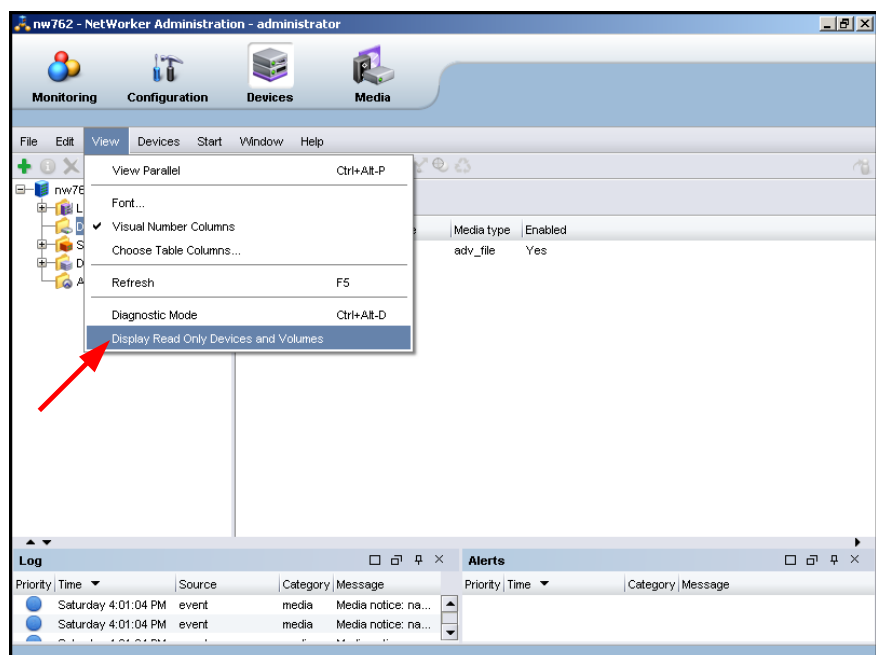 nw762 - NetWorker Administration - administrator
Monitoring Configuration Devices Media
File Edit View Devices Start Window Help
View Parallel Ctrl+Alt-P
nw76
Font...
L
D
Visual Number Columns
Media type Enabled
S
Choose Table Columns...
adv_file Yes
D
A
Refresh F5
Diagnostic Mode Ctrl+Alt-D
Display Read Only Devices and Volumes
Log
Alerts
Priority Time Source Category Message
Priority Time Category Message
Saturday 4:01:04 PM event media Media notice: na...
Saturday 4:01:04 PM event media Media notice: na...